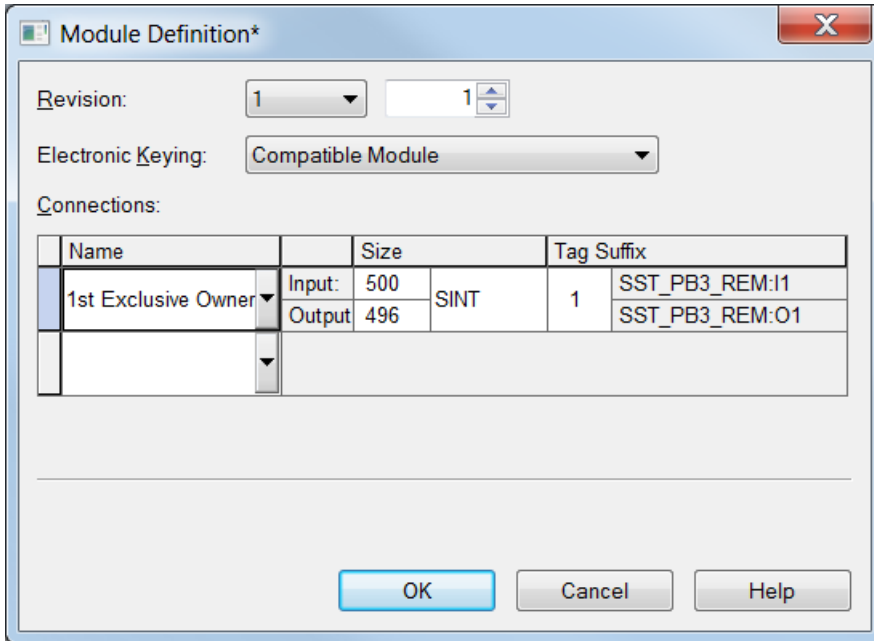 Module Definition*
Revision: 1 1
Electronic Keying: Compatible Module
Connections:
Name Size Tag Suffix
1st Exclusive Owner Input: 500 SINT 1 SST_PB3_REM:I1
Output 496 SST_PB3_REM:O1
OK Cancel Help